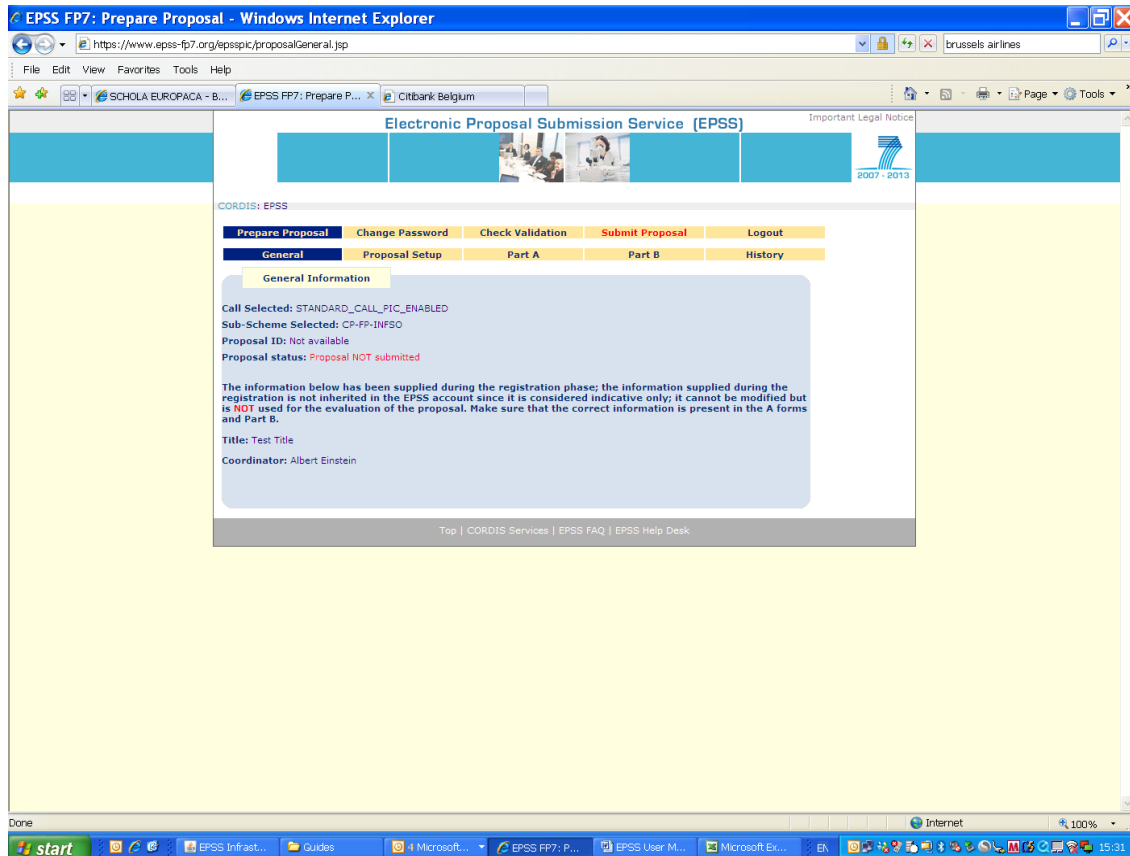 EPSS FP7: Prepare Proposal - Windows Internet Explorer
https://www.epss-fp7.org/epsspic/proposalGeneral.jsp
brussels airlines
File Edit View Favorites Tools Help
SCHOLA EUROPACA - B... EPSS FP7: Prepare P... Citibank Belgium Page Tools
Electronic Proposal Submission Service (EPSS)
Important Legal Notice
2007 - 2013
CORDIS: EPSS
Prepare Proposal Change Password Check Validation Submit Proposal Logout
General Proposal Setup Part A Part B History
General Information
Call Selected: STANDARD_CALL_PIC_ENABLED
Sub-Scheme Selected: CP-FP-INFSO
Proposal ID: Not available
Proposal status: Proposal NOT submitted
The information below has been supplied during the registration phase; the information supplied during the
registration is not inherited in the EPSS account since it is considered indicative only; it cannot be modified but
is NOT used for the evaluation of the proposal. Make sure that the correct information is present in the A forms
and Part B.
Title: Test Title
Coordinator: Albert Einstein
Top | CORDIS Services | EPSS FAQ | EPSS Help Desk
Done Internet 100%
start EPSS Infrast... Guides 4 Microsoft... EPSS FP7: P... EPSS User M... Microsoft Ex... EN 15:31